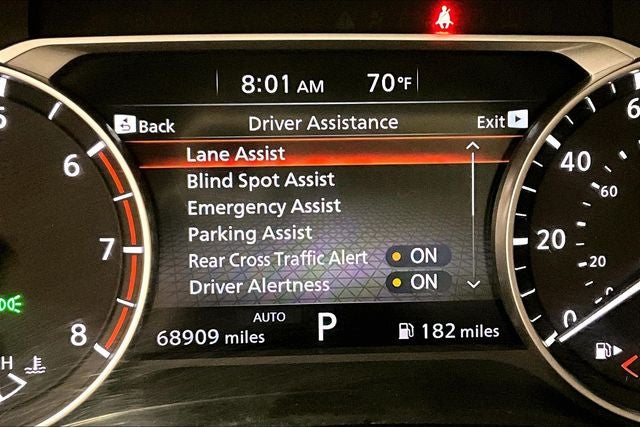 8:01 AM 70°F
Back Driver Assistance Exit
Lane Assist
Blind Spot Assist
Emergency Assist
Parking Assist
Rear Cross Traffic Alert ON
Driver Alertness ON
AUTO
68909 miles P 182 miles
6
7
8
H
40
60
20
20
0